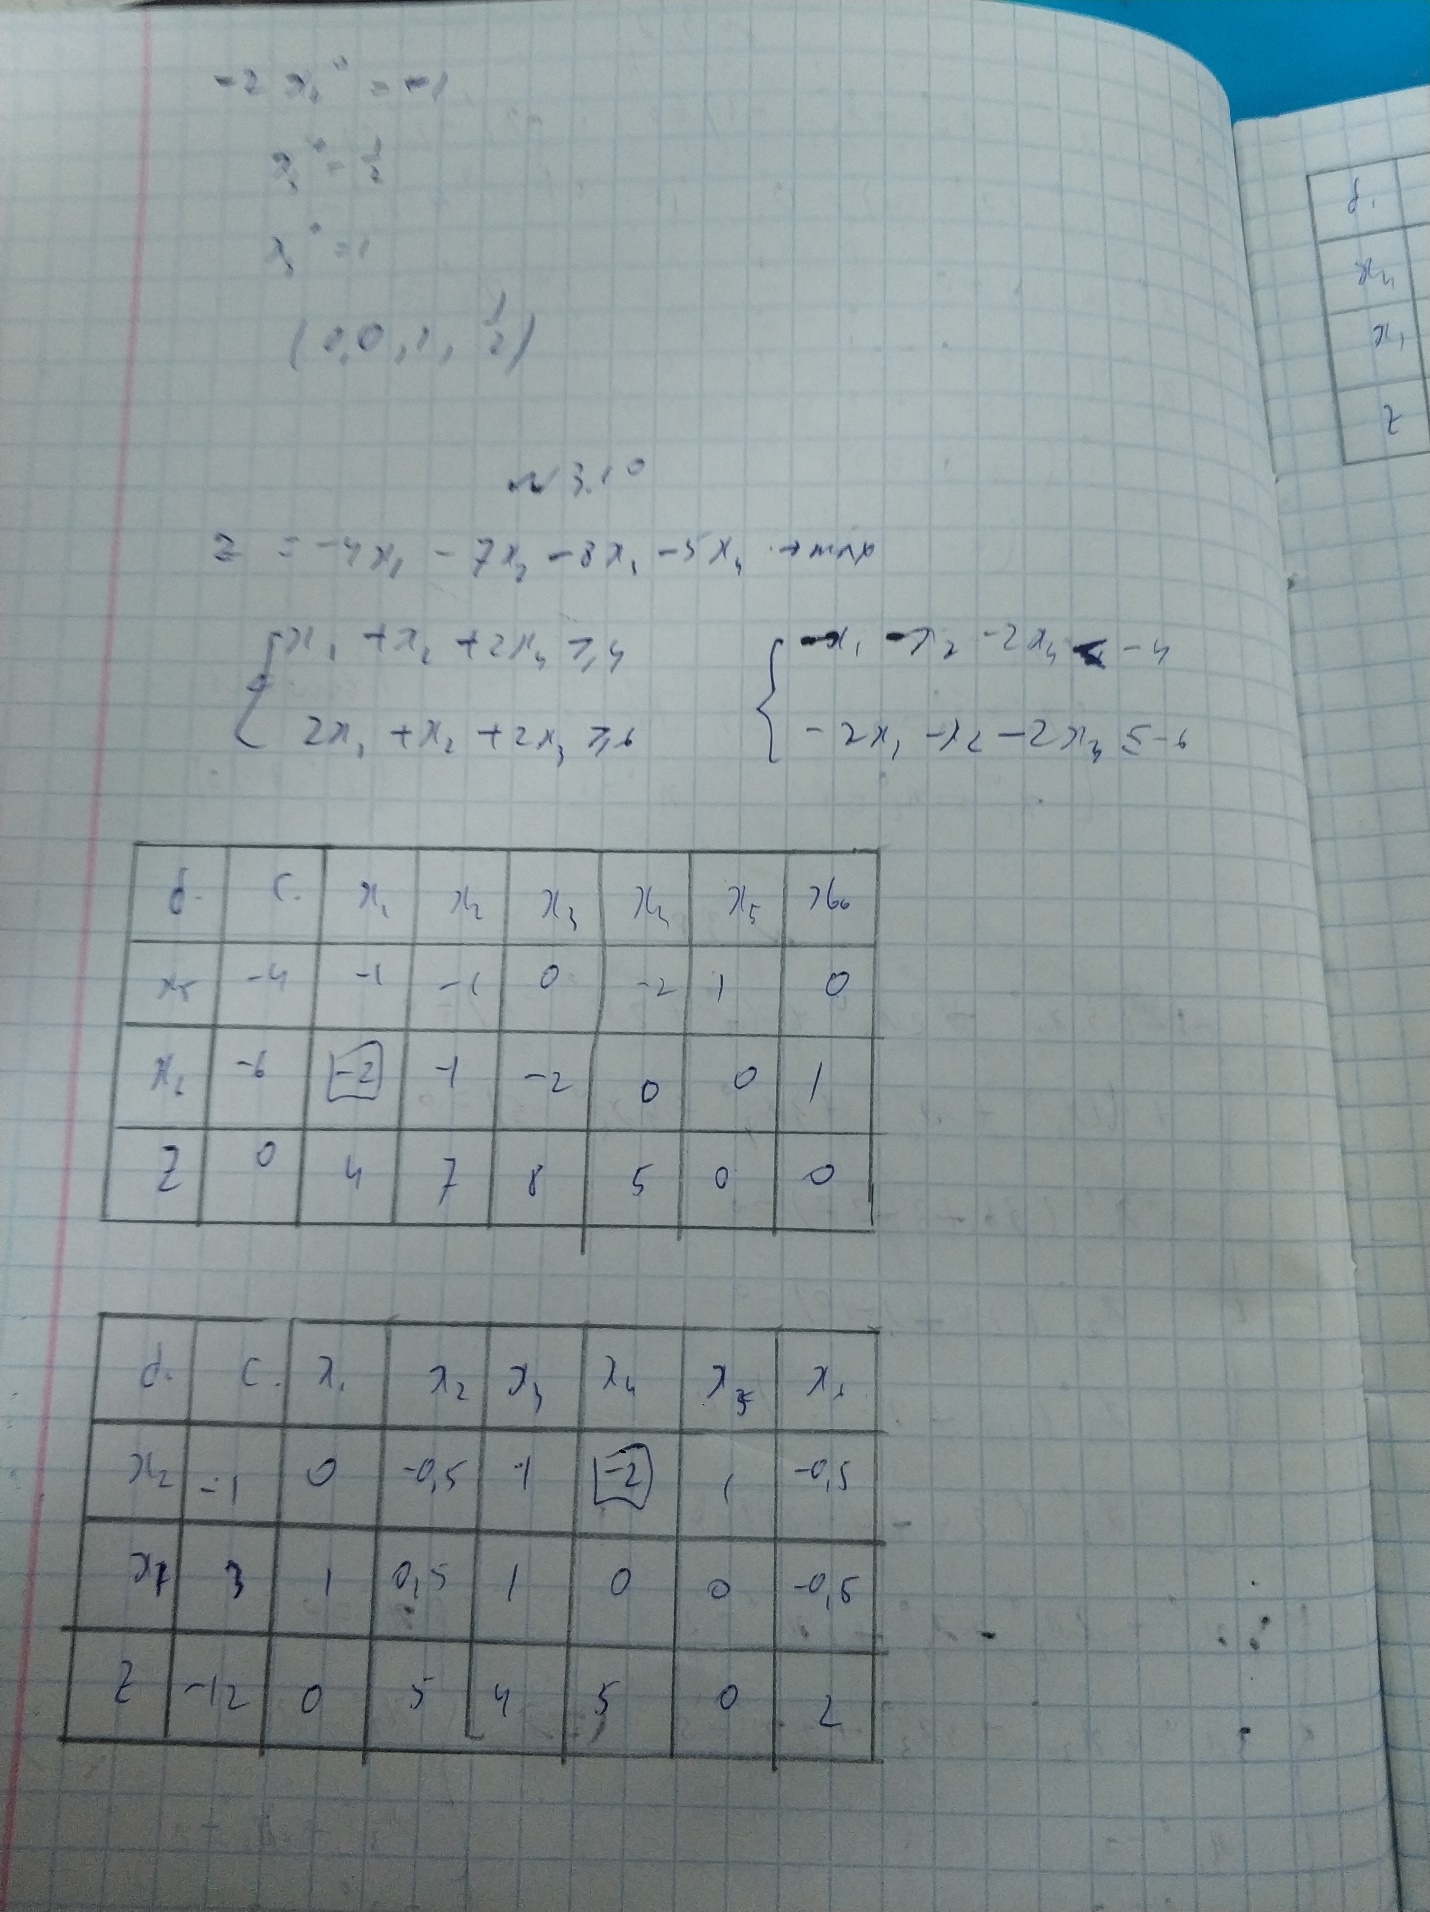 -2 x₄* = -1
x₄* = 1/2
x₃* = 1
(0, 0, 1, 1/2)
N 3.10
Z = -4x₁ - 7x₂ - 8x₃ - 5x₄ → max
x₁ + x₂ + 2x₄ ≥ 4
-x₁ - x₂ - 2x₄ ≤ -4
2x₁ + x₂ + 2x₃ ≥ 6
-2x₁ - x₂ - 2x₃ ≤ -6
б. С. x₁ x₂ x₃ x₄ x₅ x₆
x₅ -4 -1 -1 0 -2 1 0
x₆ -6 -2 -1 -2 0 0 1
Z 0 4 7 8 5 0 0
б. С. x₁ x₂ x₃ x₄ x₅
-1 0 -0,5 1 -2 1 -0,5
x₁ 3 1 0,5 1 0 0 -0,5
Z -12 0 5 4 5 0 2
б.
x₄
x₁
Z